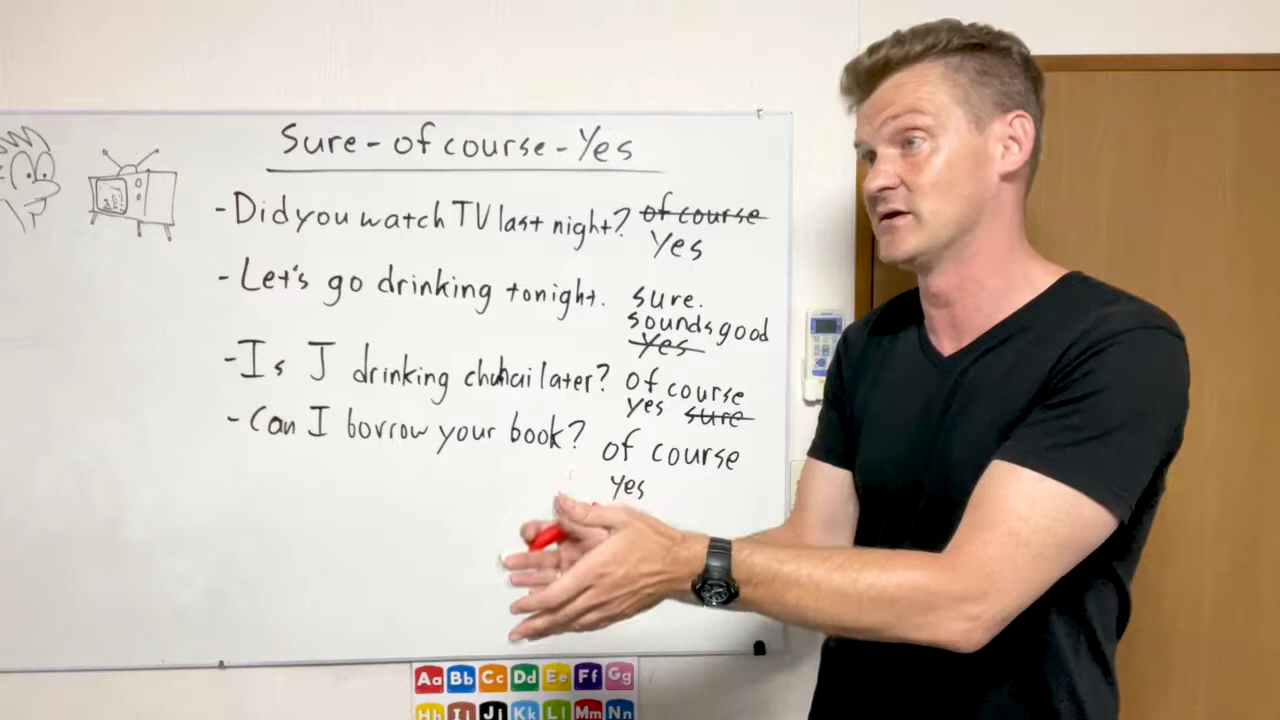 Sure - of course - Yes
- Did you watch TV last night? of course
Yes
- Let's go drinking tonight. sure.
sounds good
Yes
- Is J drinking chuhai later? of course
yes sure
- Can I borrow your book? of course
yes
Aa Bb Cc Dd Ee Ff Gg
Hh Ii Jj Kk Ll Mm Nn